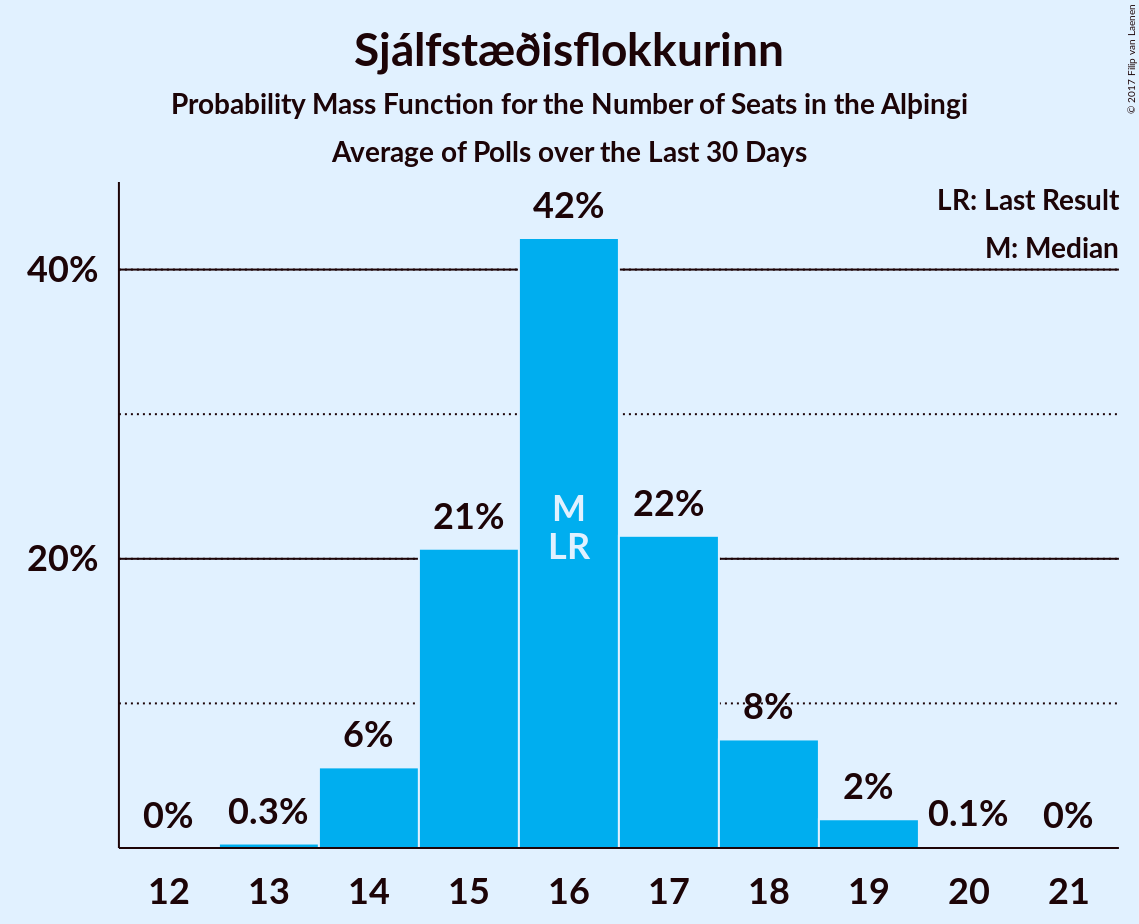 Sjálfstæðisflokkurinn
Probability Mass Function for the Number of Seats in the Alþingi
Average of Polls over the Last 30 Days
© 2017 Filip van Laenen
LR: Last Result
M: Median
40%
20%
0%
0.3%
6%
21%
42%
M
LR
22%
8%
2%
0.1%
0%
12 13 14 15 16 17 18 19 20 21